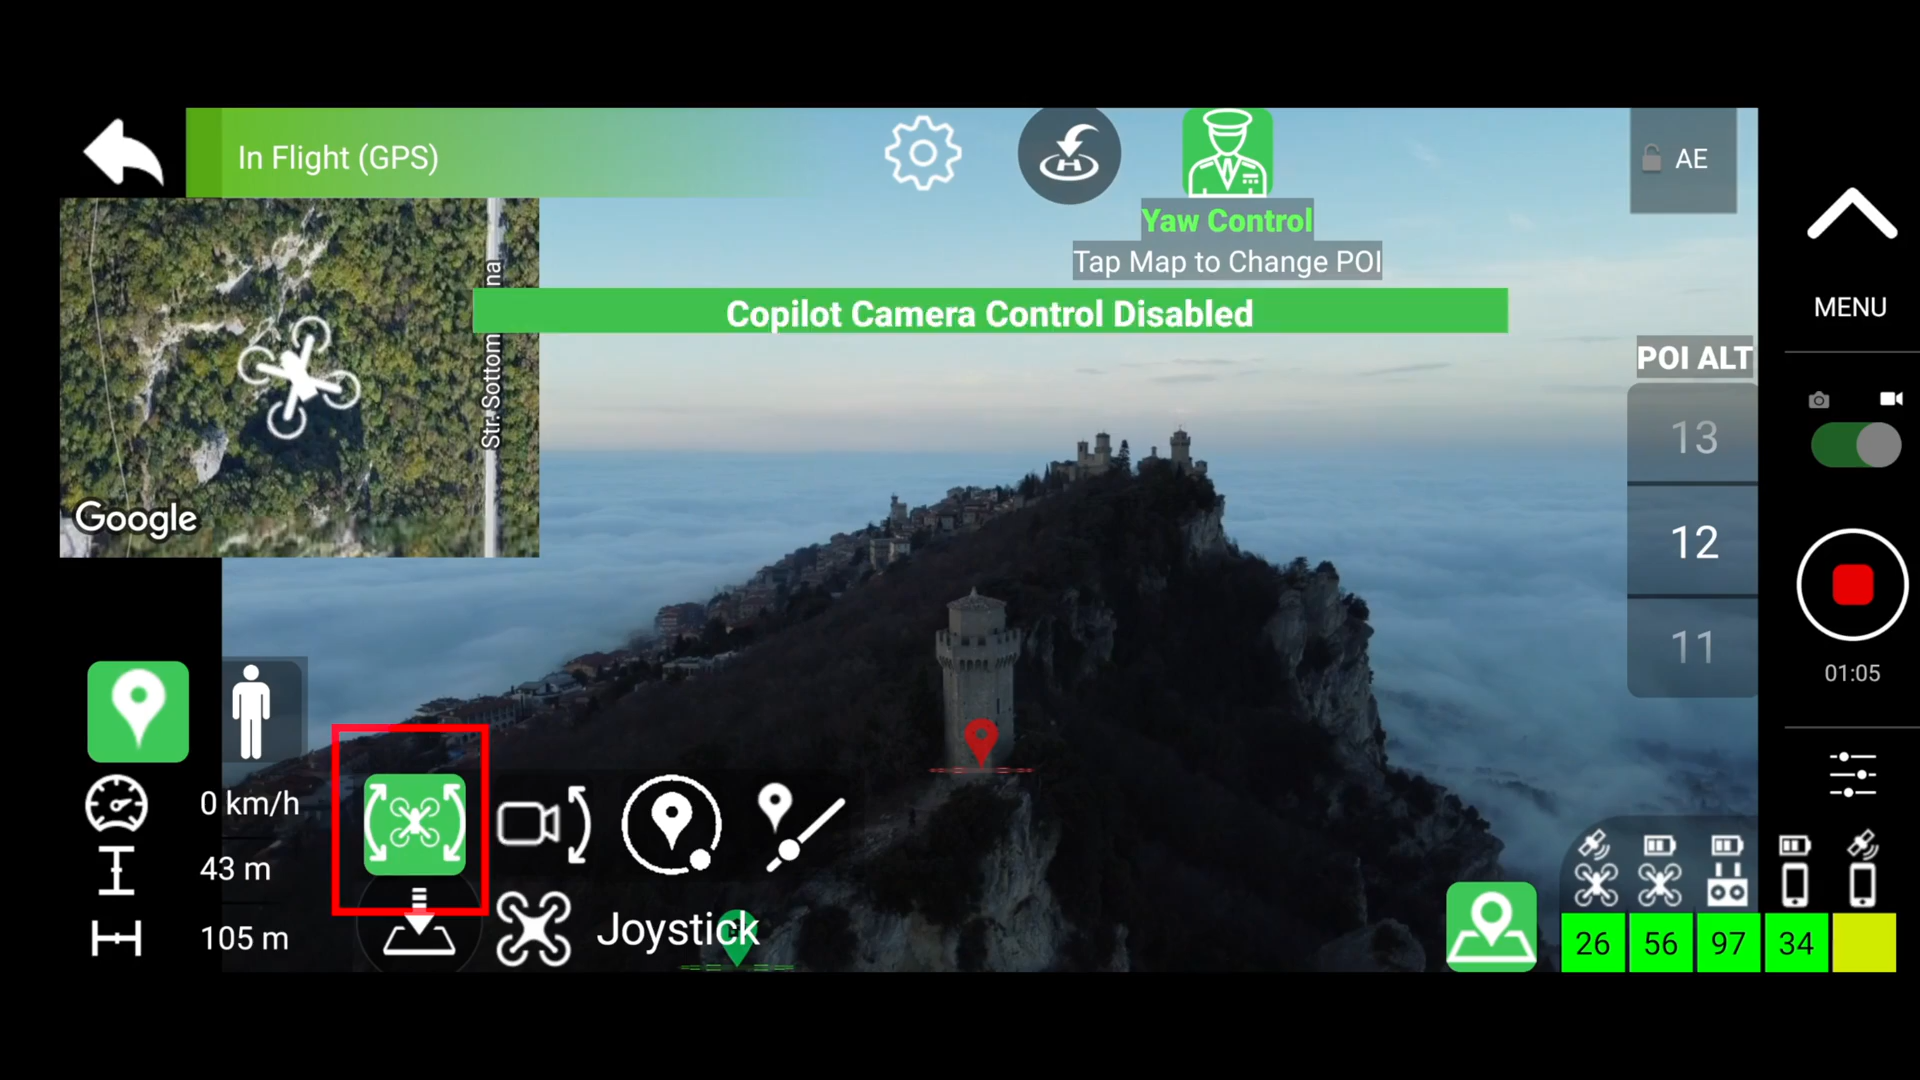 In Flight (GPS)
AE
Yaw Control
Tap Map to Change POI
Copilot Camera Control Disabled
MENU
Str. Sottom
na
Google
POI ALT
13
12
11
01:05
0 km/h
43 m
105 m
H
Joystick
26
56
97
34